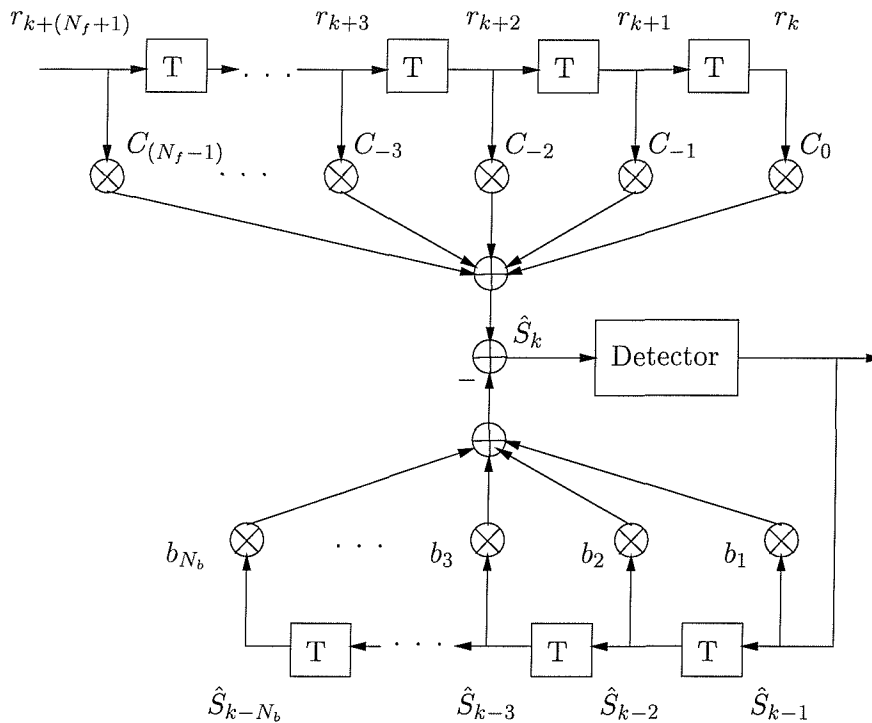 r_{k+(N_f+1)} r_{k+3} r_{k+2} r_{k+1} r_k
T . . . T T T
C_{(N_f-1)} . . . C_{-3} C_{-2} C_{-1} C_0
Ŝ_k
Detector
−
b_{N_b} . . . b_3 b_2 b_1
T . . . T T
Ŝ_{k-N_b} Ŝ_{k-3} Ŝ_{k-2} Ŝ_{k-1}